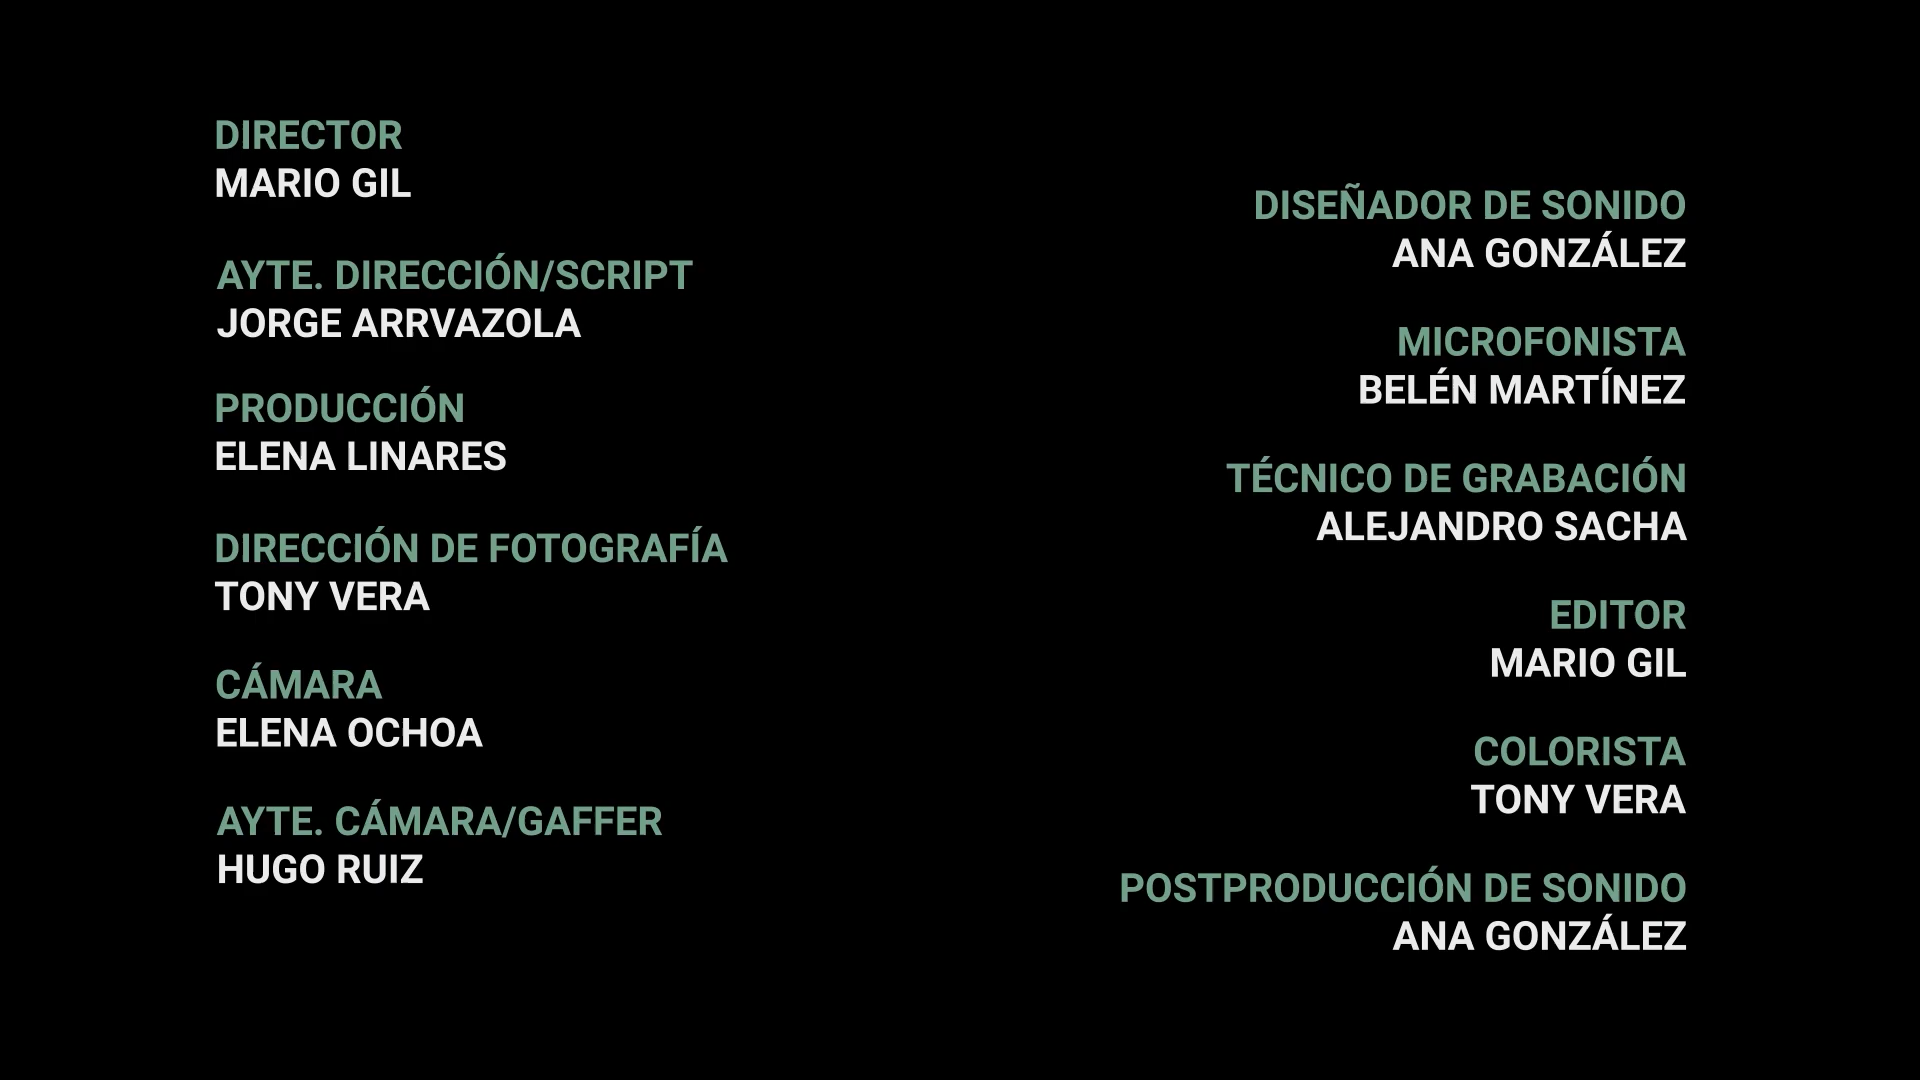 DIRECTOR
MARIO GIL
AYTE. DIRECCIÓN/SCRIPT
JORGE ARRVAZOLA
PRODUCCIÓN
ELENA LINARES
DIRECCIÓN DE FOTOGRAFÍA
TONY VERA
CÁMARA
ELENA OCHOA
AYTE. CÁMARA/GAFFER
HUGO RUIZ
DISEÑADOR DE SONIDO
ANA GONZÁLEZ
MICROFONISTA
BELÉN MARTÍNEZ
TÉCNICO DE GRABACIÓN
ALEJANDRO SACHA
EDITOR
MARIO GIL
COLORISTA
TONY VERA
POSTPRODUCCIÓN DE SONIDO
ANA GONZÁLEZ